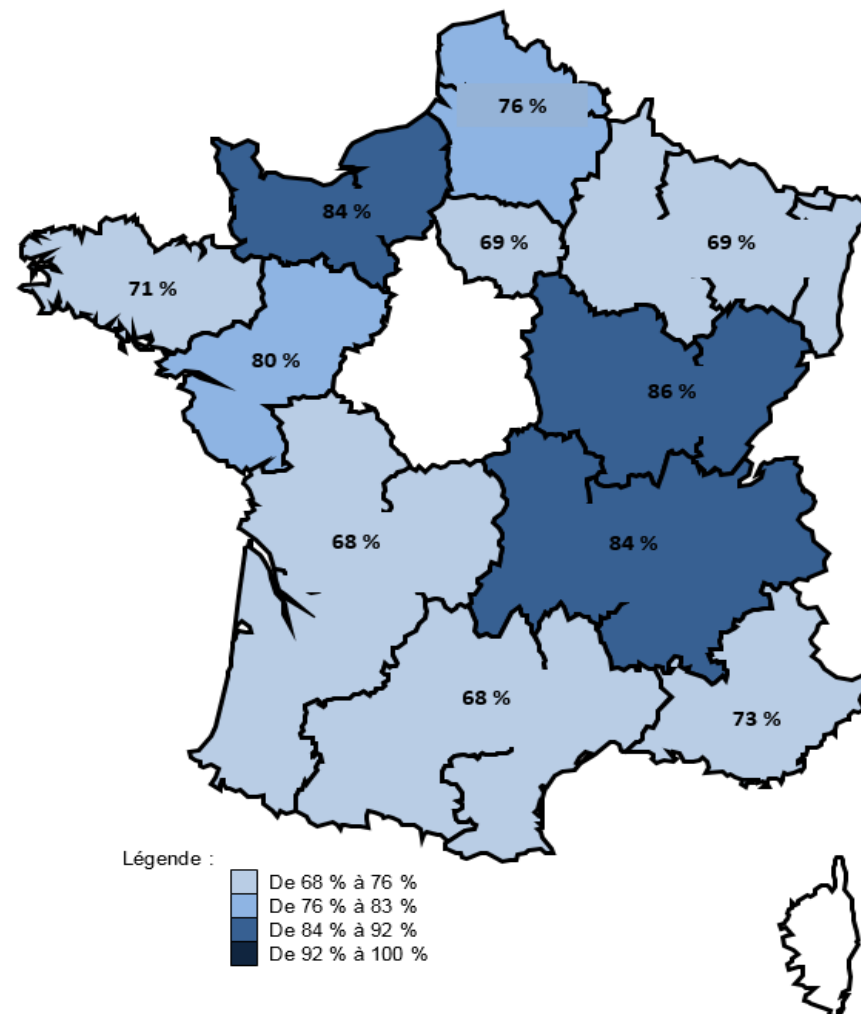 76 %
84 %
69 %
69 %
71 %
80 %
86 %
68 %
84 %
68 %
73 %
Légende :
De 68 % à 76 %
De 76 % à 83 %
De 84 % à 92 %
De 92 % à 100 %